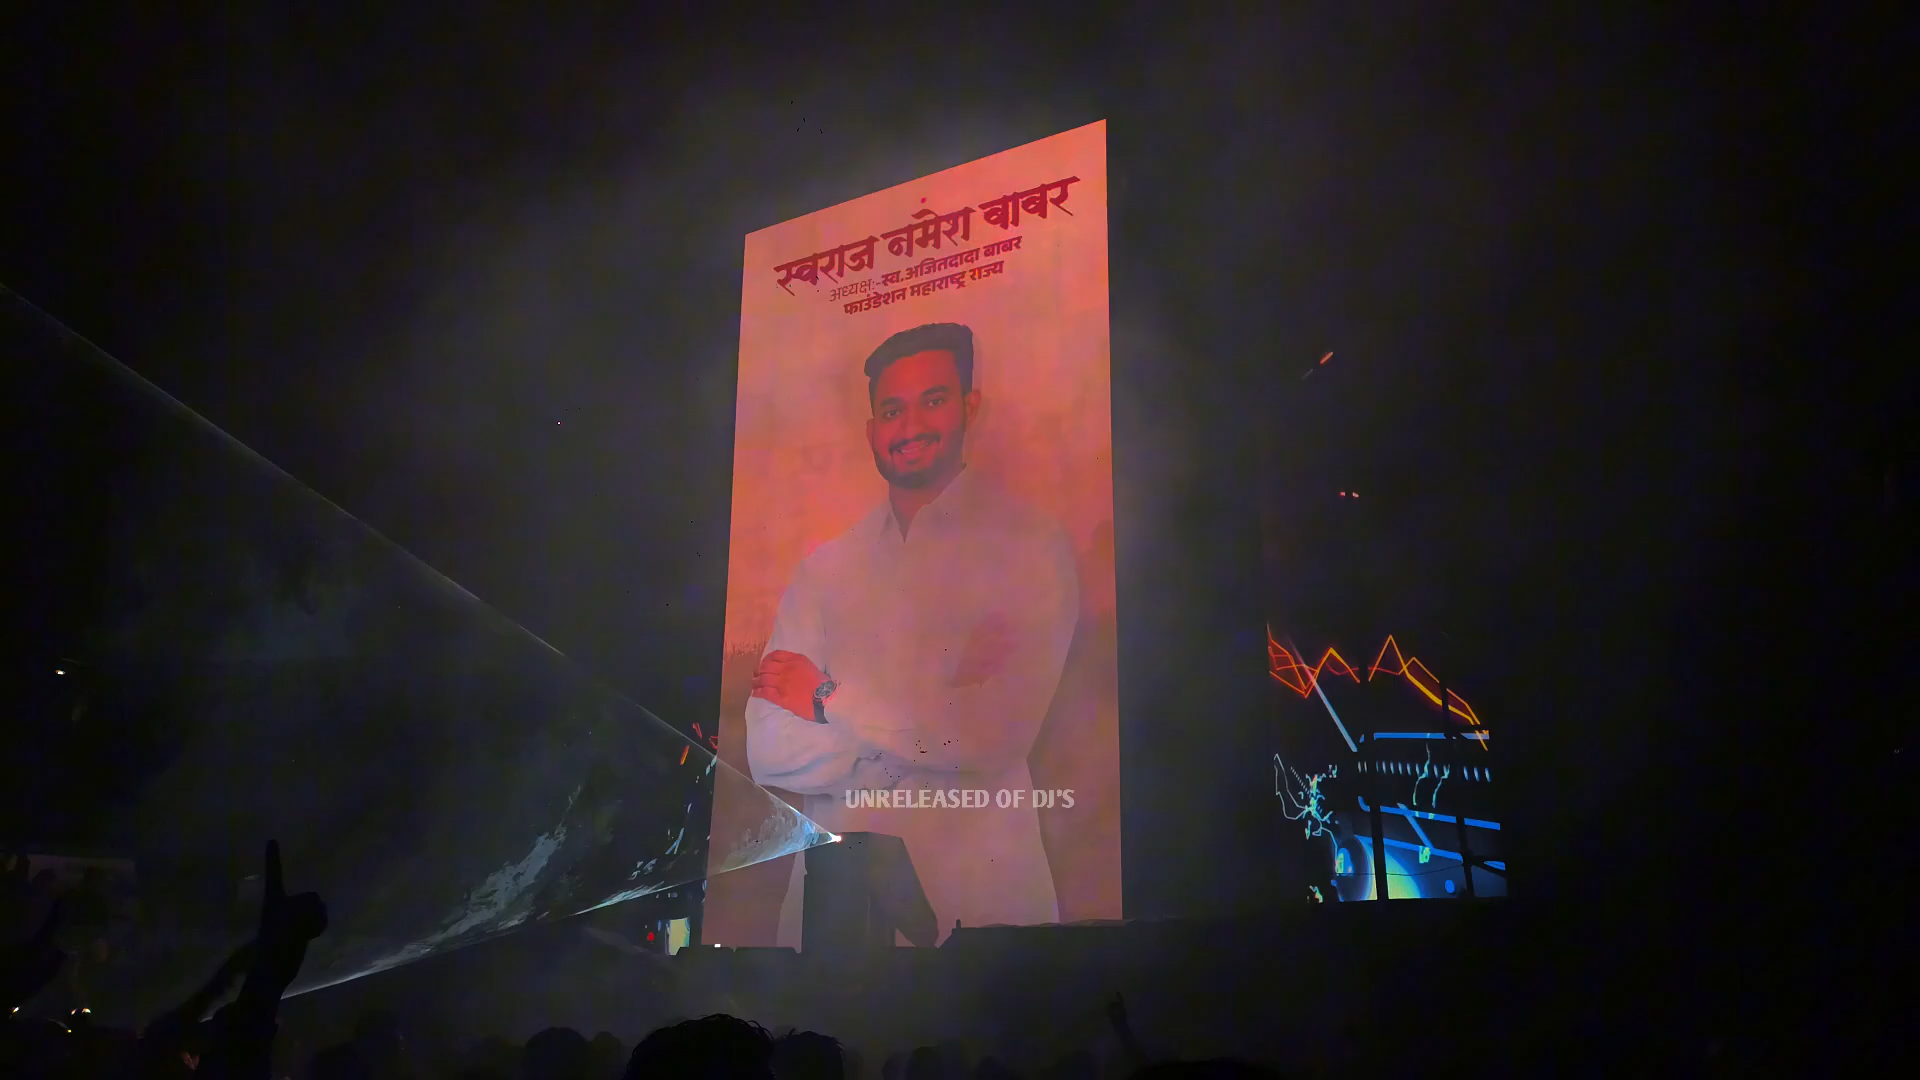 स्वराज नमेरा बाबर
अध्यक्ष:-स्व.अजितदादा बाबर
फाउंडेशन महाराष्ट्र राज्य
UNRELEASED OF DJ'S